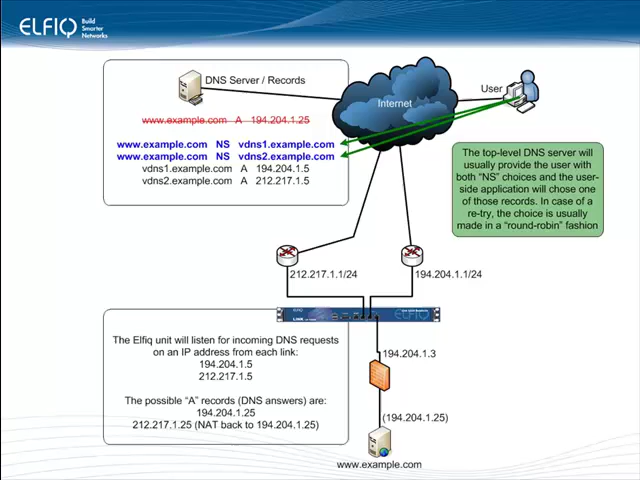 ELFIQ Build
Smarter
Networks
DNS Server / Records
www.example.com A 194.204.1.25
www.example.com NS vdns1.example.com
www.example.com NS vdns2.example.com
vdns1.example.com A 194.204.1.5
vdns2.example.com A 212.217.1.5
Internet
User
The top-level DNS server will
usually provide the user with
both “NS” choices and the user-
side application will chose one
of those records. In case of a
re-try, the choice is usually
made in a “round-robin” fashion
212.217.1.1/24
194.204.1.1/24
ELFIQ
LINK
ELFIQ
The Elfiq unit will listen for incoming DNS requests
on an IP address from each link:
194.204.1.5
212.217.1.5
The possible “A” records (DNS answers) are:
194.204.1.25
212.217.1.25 (NAT back to 194.204.1.25)
194.204.1.3
(194.204.1.25)
www.example.com